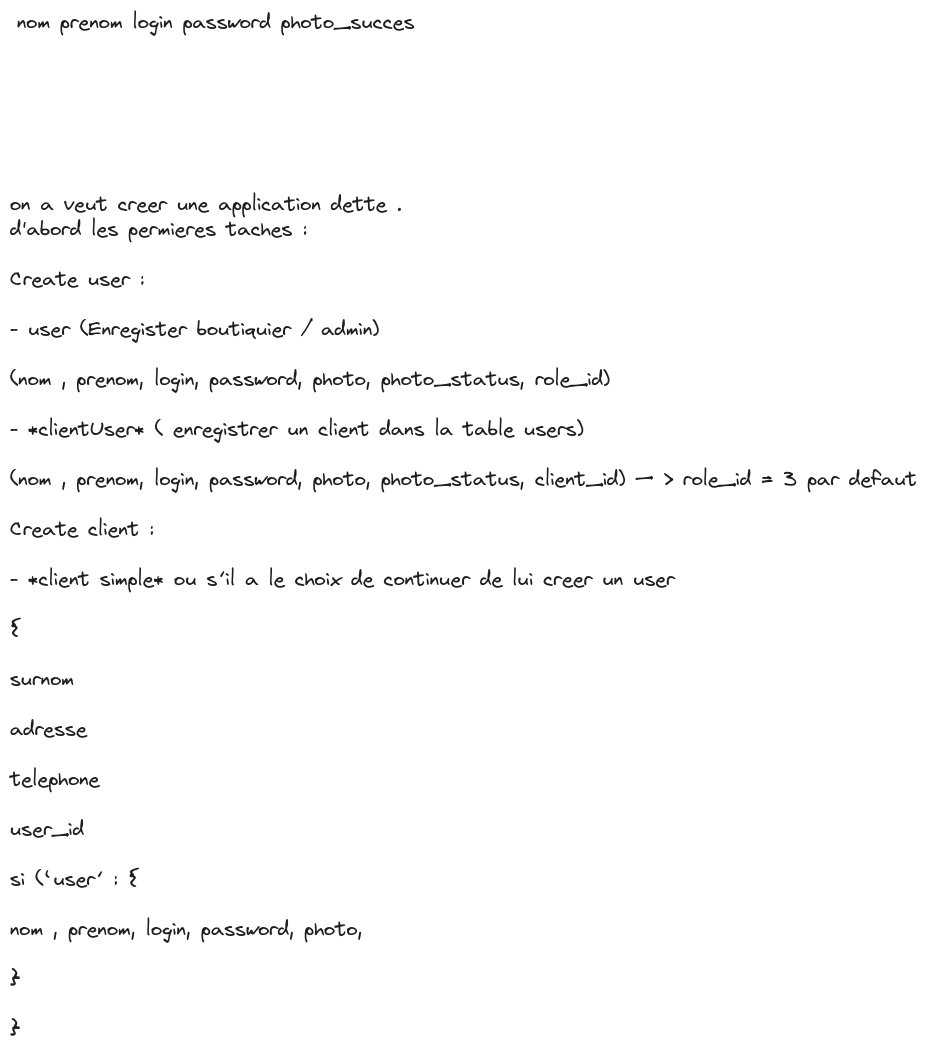 nom prenom login password photo_succes
on a veut creer une application dette .
d'abord les permieres taches :
Create user :
- user (Enregister boutiquier / admin)
(nom , prenom, login, password, photo, photo_status, role_id)
- *clientUser* ( enregistrer un client dans la table users)
(nom , prenom, login, password, photo, photo_status, client_id) — > role_id = 3 par defaut
Create client :
- *client simple* ou s'il a le choix de continuer de lui creer un user
{
surnom
adresse
telephone
user_id
si (‘user’ : {
nom , prenom, login, password, photo,
}
}